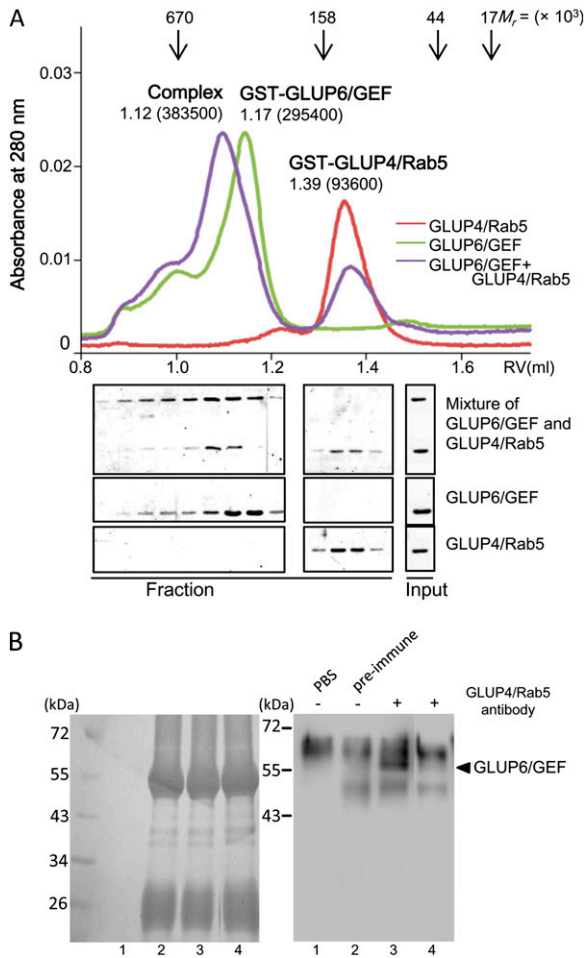 A
670 158 44 17 Mr = (× 10³)
0.03
0.02
0.01
0
Absorbance at 280 nm
Complex
1.12 (383500)
GST-GLUP6/GEF
1.17 (295400)
GST-GLUP4/Rab5
1.39 (93600)
GLUP4/Rab5
GLUP6/GEF
GLUP6/GEF+
GLUP4/Rab5
0.8 1.0 1.2 1.4 1.6 RV(ml)
Mixture of
GLUP6/GEF and
GLUP4/Rab5
GLUP6/GEF
GLUP4/Rab5
Fraction Input
B
(kDa)
72
55
43
34
26
1 2 3 4
PBS pre-immune
(kDa) - - + + GLUP4/Rab5
antibody
72
55
43
GLUP6/GEF
1 2 3 4